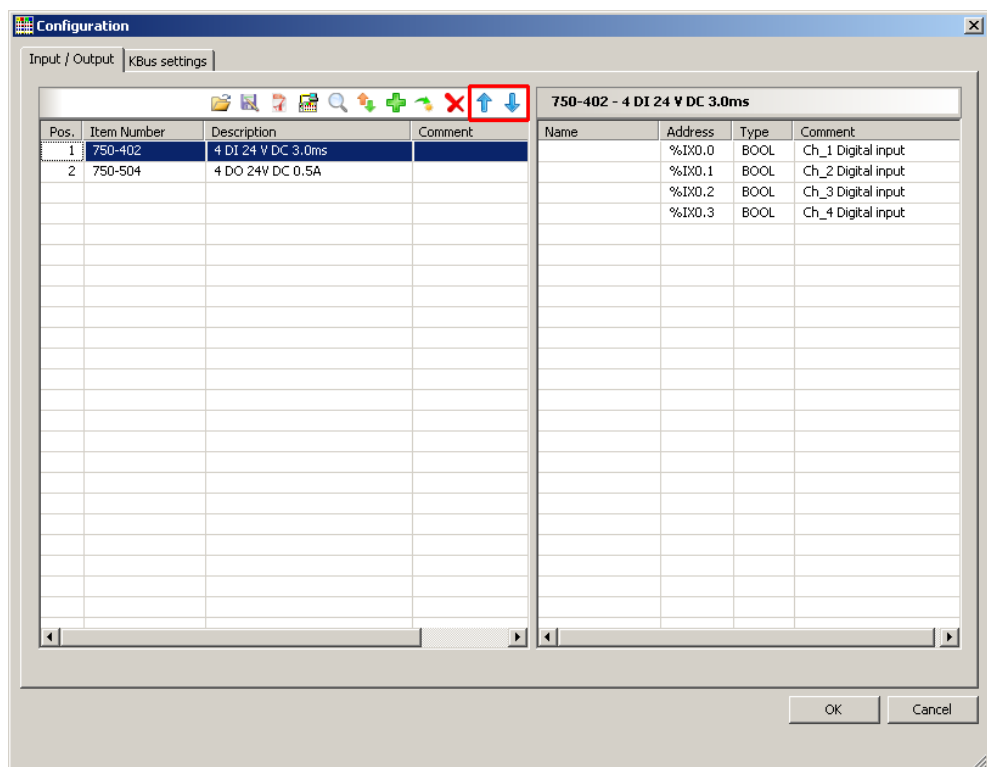 Configuration
Input / Output KBus settings
750-402 - 4 DI 24 V DC 3.0ms
Pos. Item Number Description Comment Name Address Type Comment
1 750-402 4 DI 24 V DC 3.0ms %IX0.0 BOOL Ch_1 Digital input
2 750-504 4 DO 24V DC 0.5A %IX0.1 BOOL Ch_2 Digital input
%IX0.2 BOOL Ch_3 Digital input
%IX0.3 BOOL Ch_4 Digital input
OK Cancel